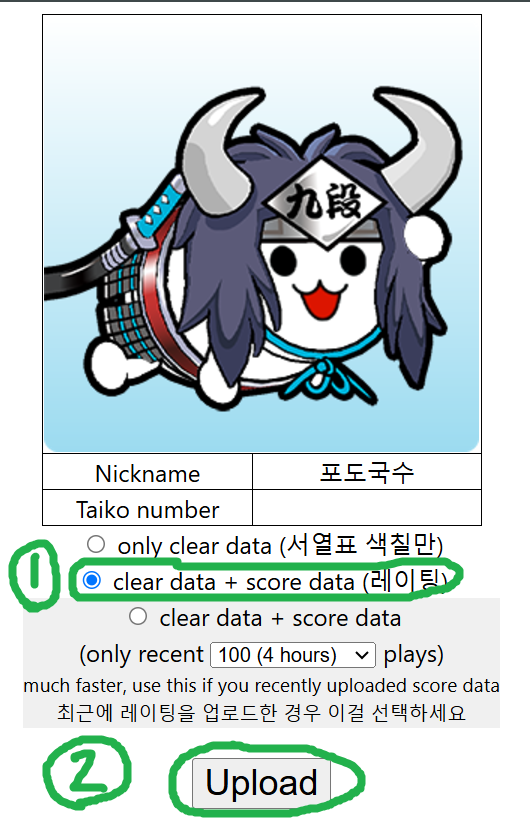 九段
Nickname 포도국수
Taiko number
only clear data (서열표 색칠만)
1 clear data + score data (레이팅)
clear data + score data
(only recent 100 (4 hours) plays)
much faster, use this if you recently uploaded score data
최근에 레이팅을 업로드한 경우 이걸 선택하세요
2 Upload